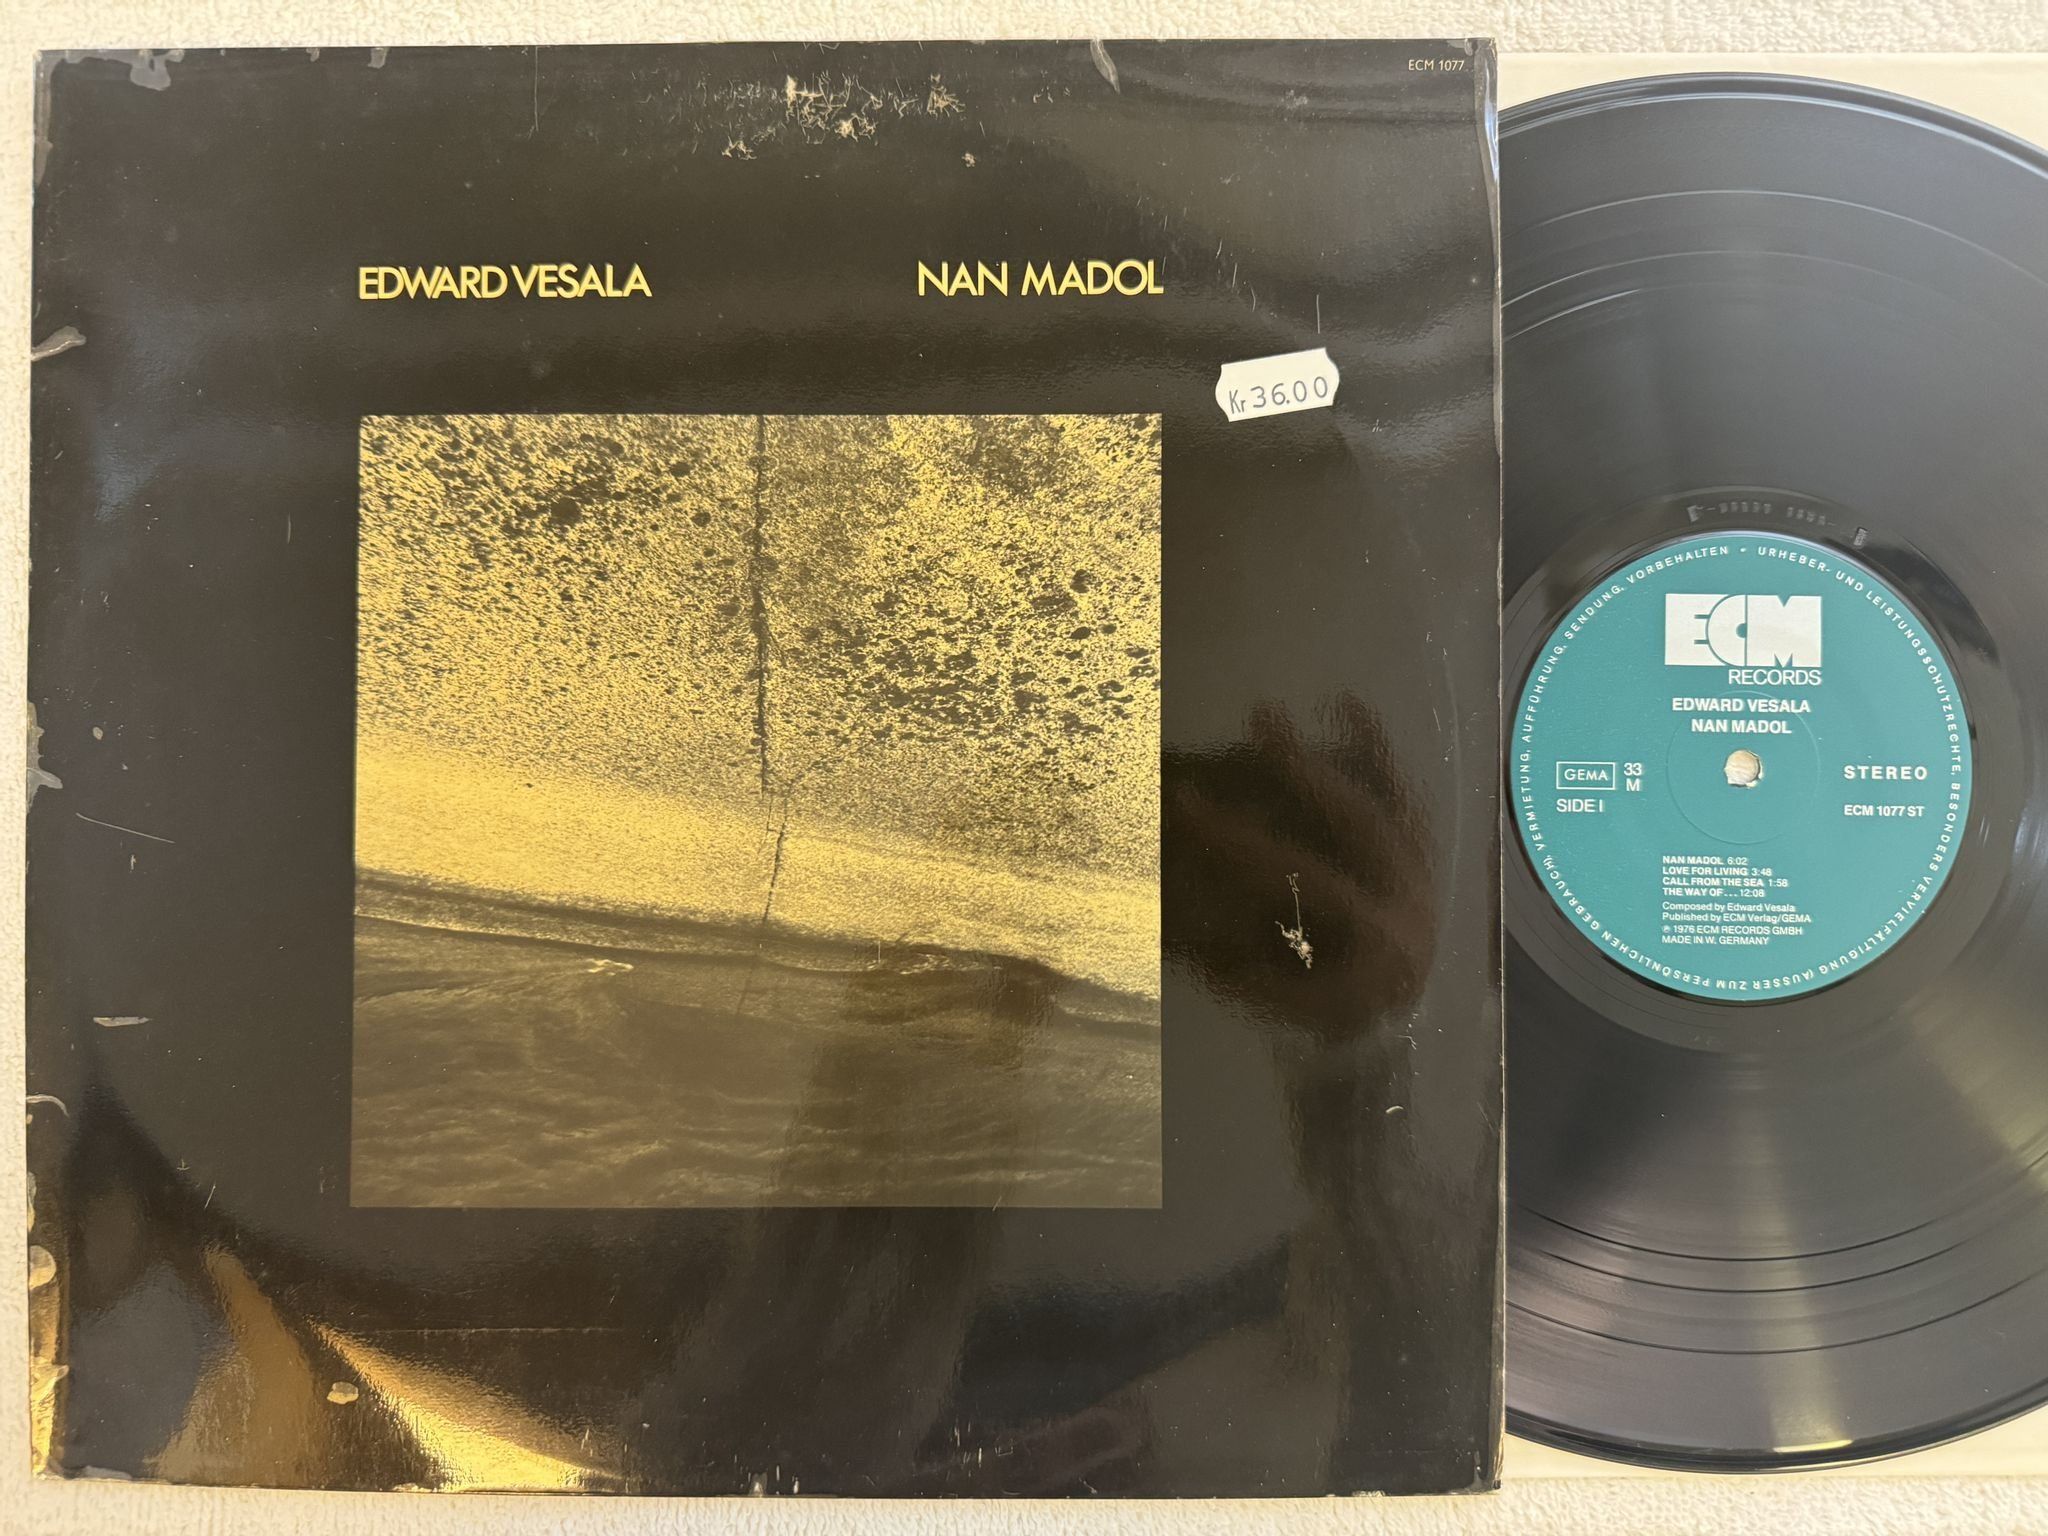 ECM 1077
EDWARD VESALA
NAN MADOL
Kr 36.00
URHEBER- UND LEISTUNGSSCHUTZRECHTE, BESONDERS VERVIELFÄLTIGUNG (AUSSER ZUM PERSÖNLICHEN GEBRAUCH), VERMIETUNG, AUFFÜHRUNG, SENDUNG, VORBEHALTEN •
ECM
RECORDS
EDWARD VESALA
NAN MADOL
GEMA 33 STEREO
M
SIDE I ECM 1077 ST
NAN MADOL 6:02
LOVE FOR LIVING 3:48
CALL FROM THE SEA 1:58
THE WAY OF ... 12:08
Composed by Edward Vesala
Published by ECM Verlag/GEMA
℗ 1976 ECM RECORDS GMBH
MADE IN W. GERMANY